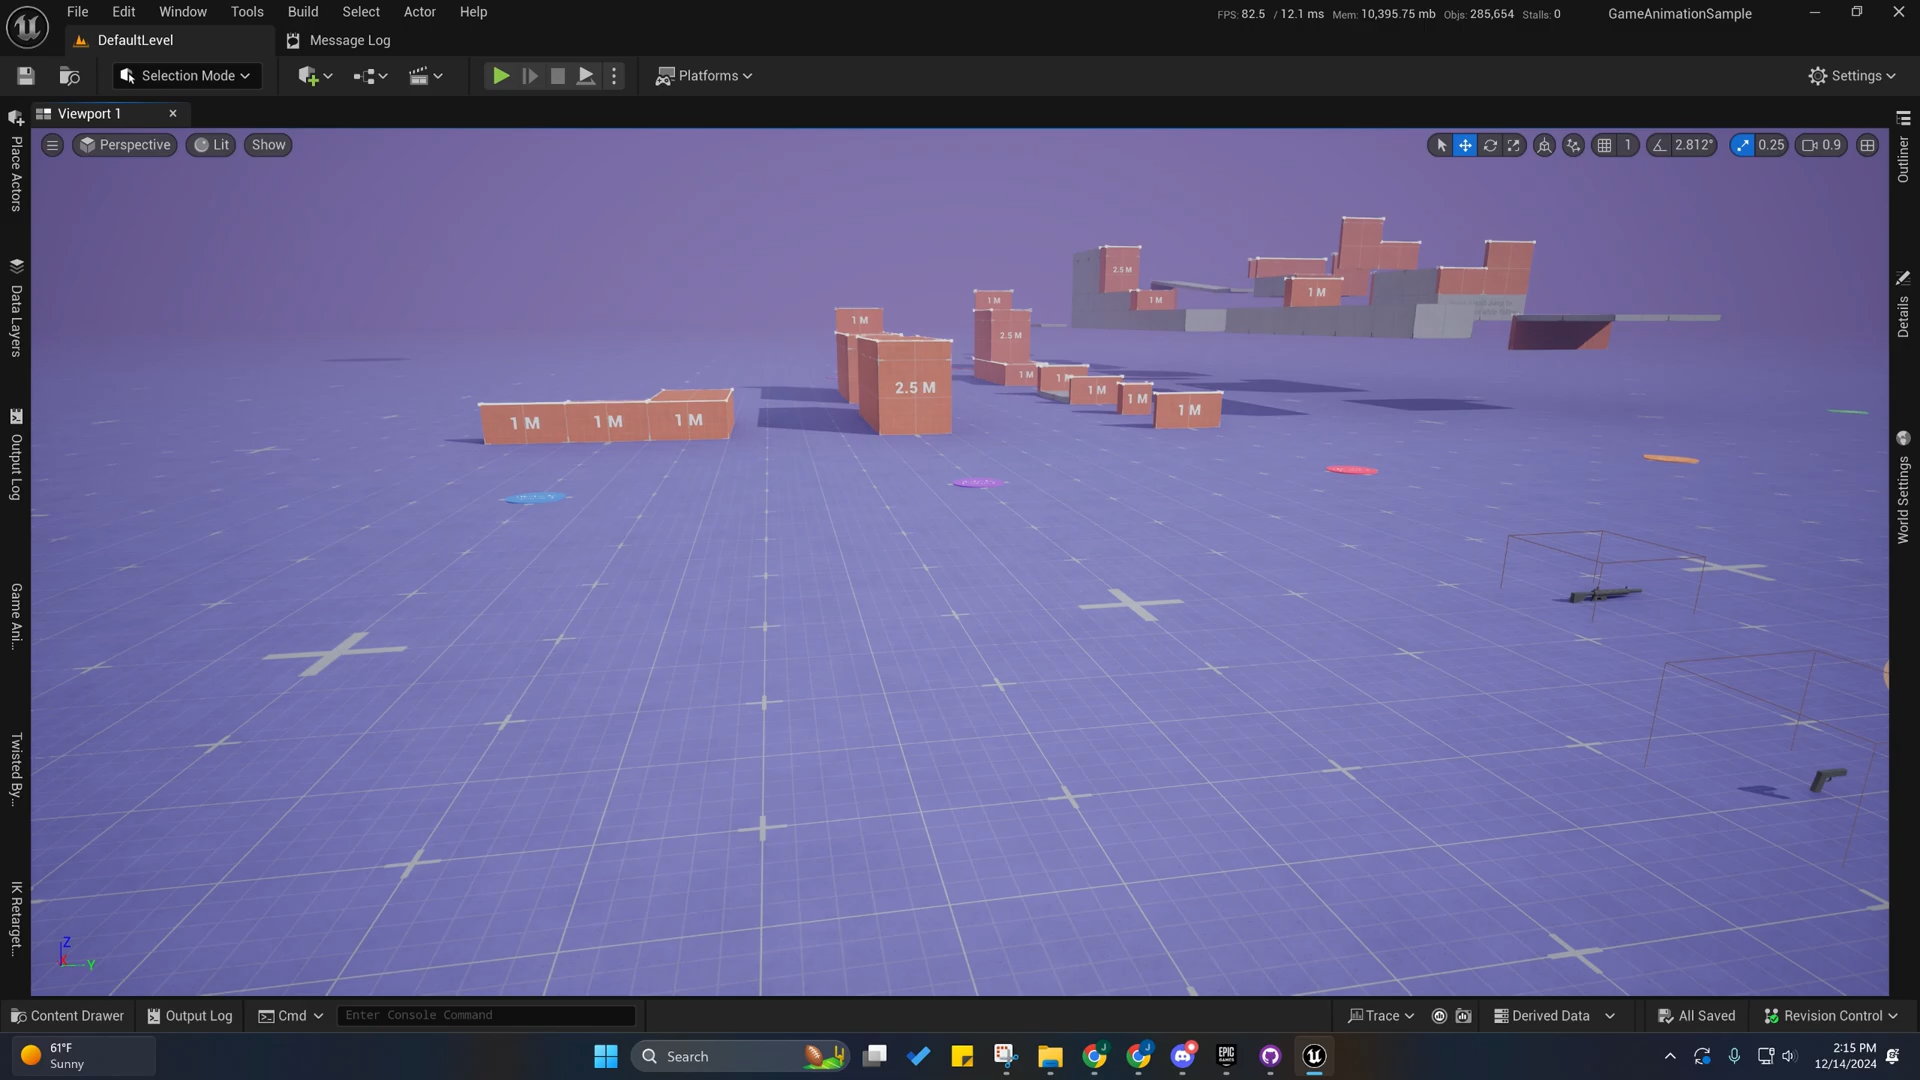 File Edit Window Tools Build Select Actor Help
FPS: 82.5 / 12.1 ms Mem: 10,395.75 mb Objs: 285,654 Stalls: 0
GameAnimationSample
DefaultLevel
Message Log
Selection Mode
Platforms
Settings
Viewport 1
Perspective
Lit
Show
1
2.812°
0.25
0.9
Place Actors
Data Layers
Output Log
Game Ani...
Twisted By...
IK Retarget...
Outliner
Details
World Settings
2.5 M
1 M
1 M
1 M
1 M
2.5 M
1 M
2.5 M
1 M
1 M
1 M
1 M
1 M
1 M
1 M
Z
X
Y
Content Drawer
Output Log
Cmd
Enter Console Command
Trace
Derived Data
All Saved
Revision Control
61°F
Sunny
Search
EPIC
GAMES
2:15 PM
12/14/2024